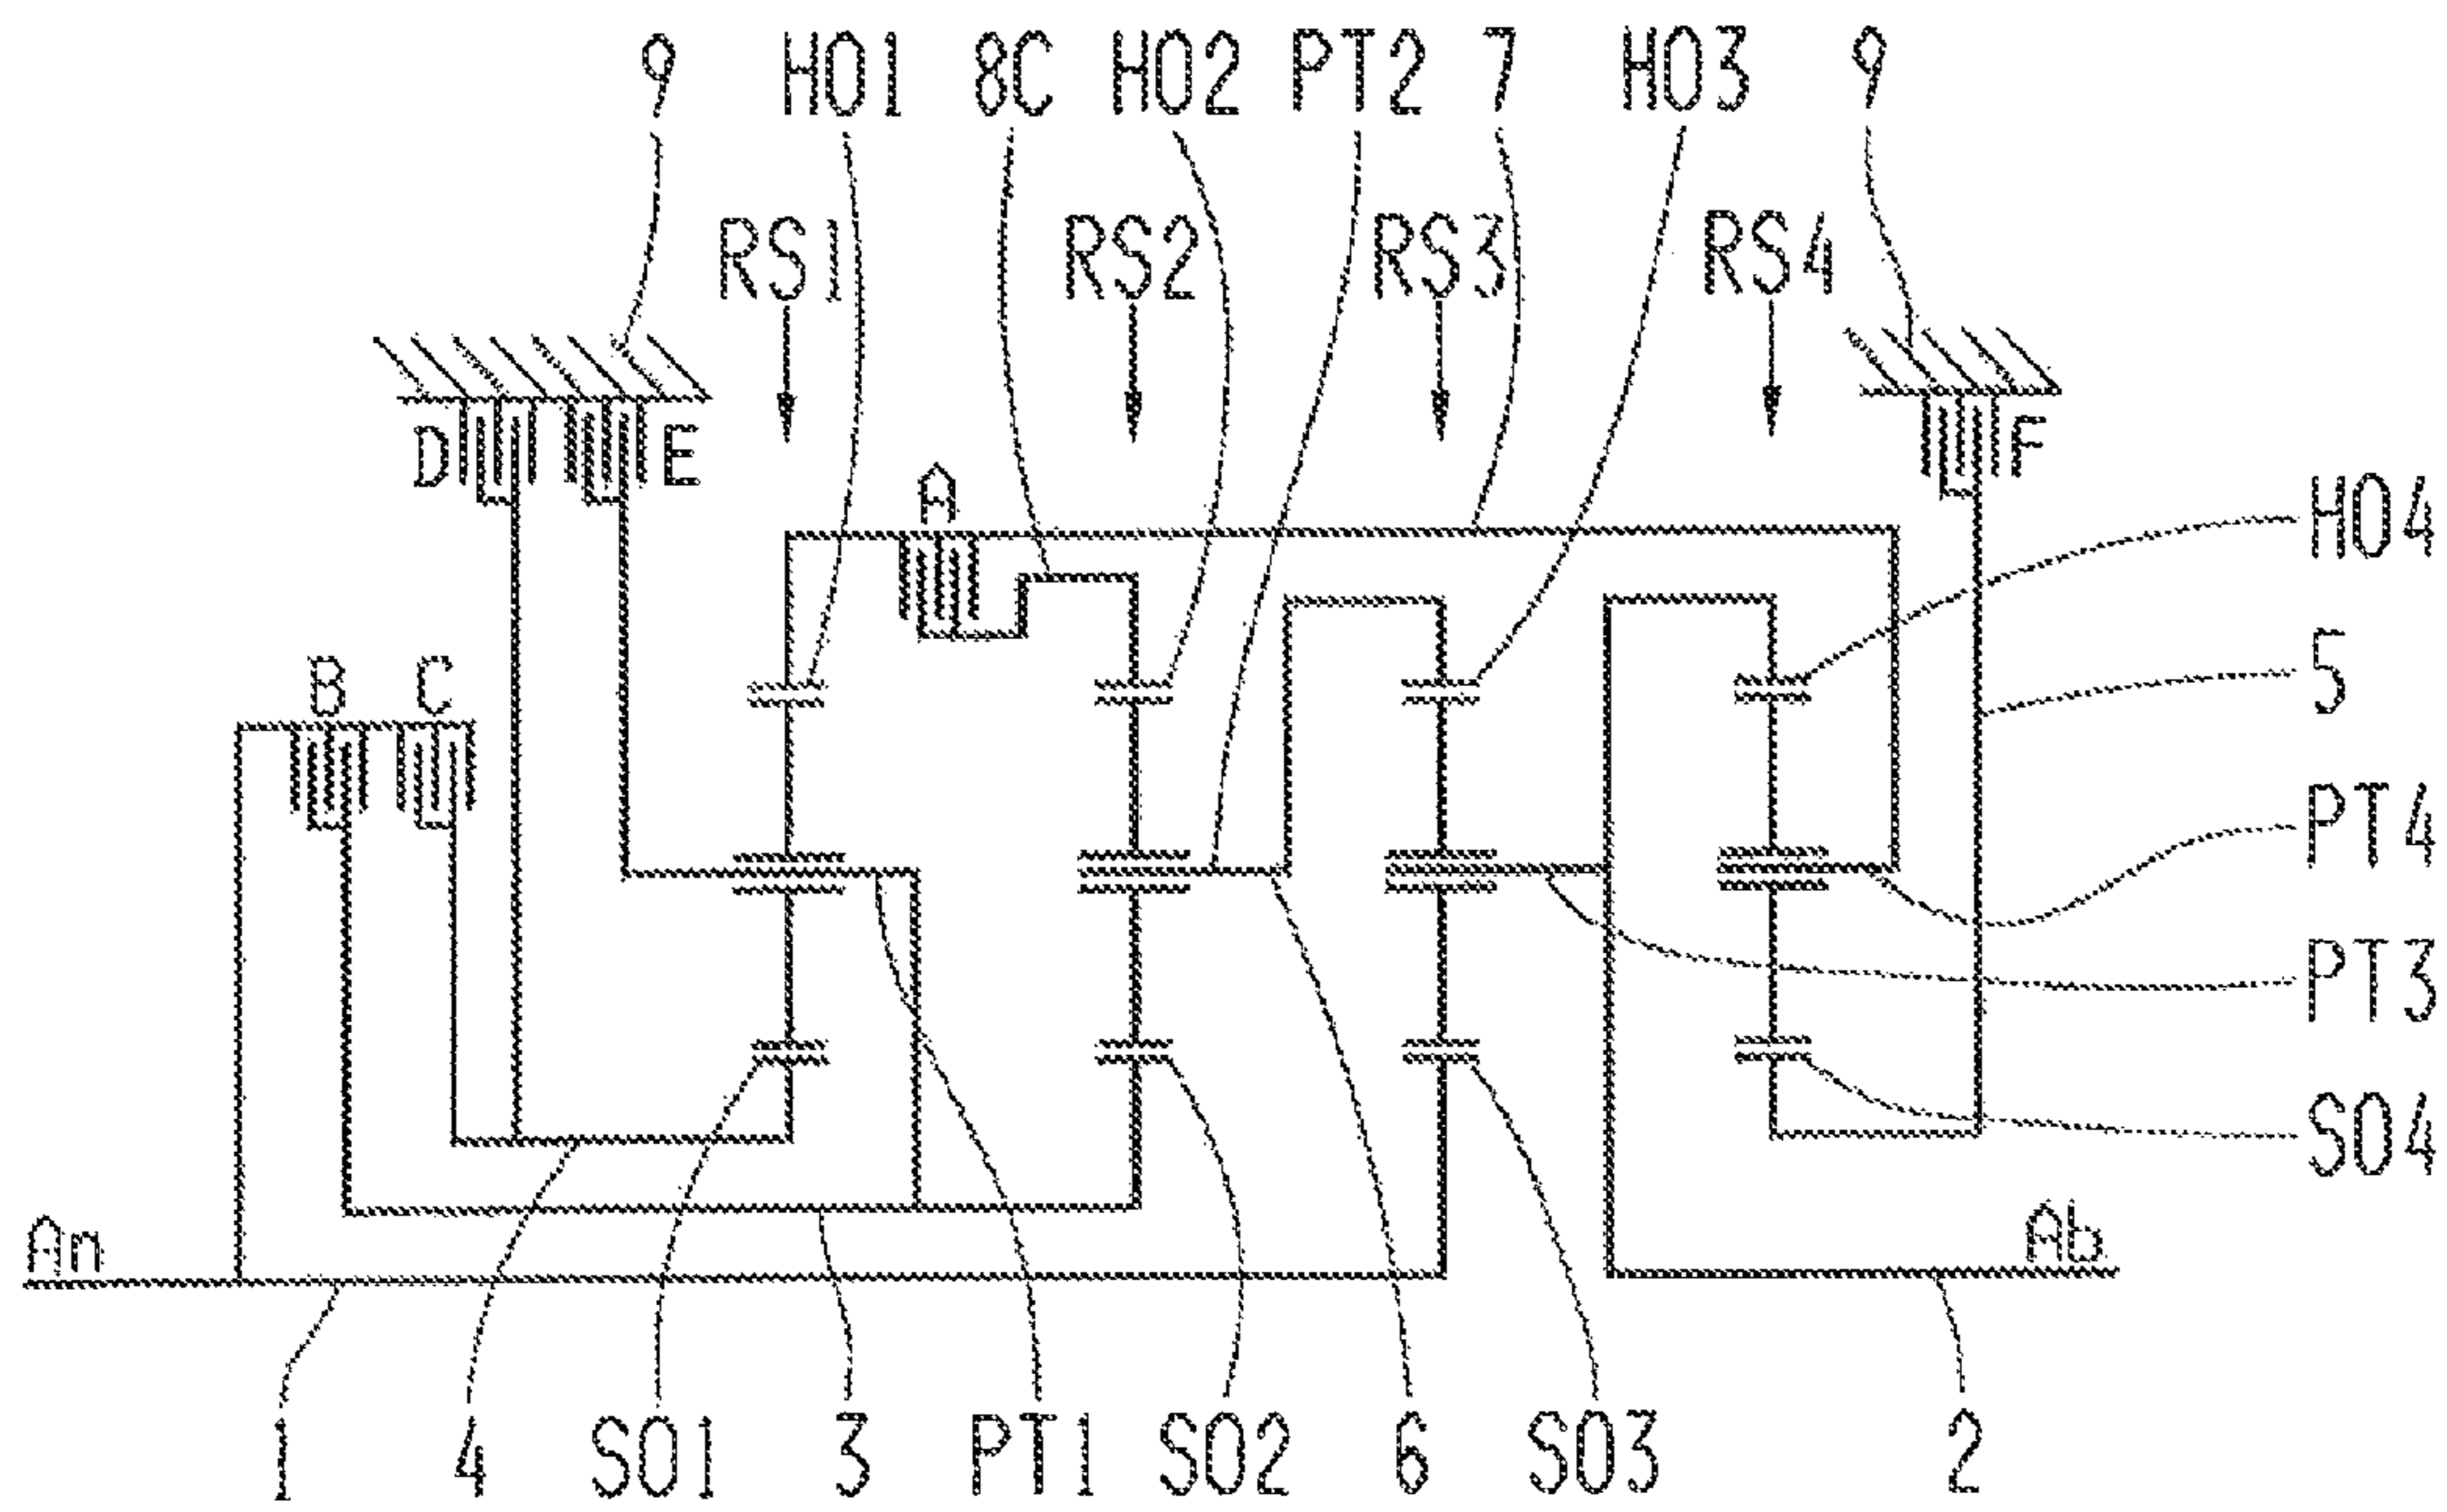 9 HO1 8C HO2 PT2 7 HO3 9
RS1 RS2 RS3 RS4
D E F
A
HO4
B C
5
PT4
PT3
SO4
An Ab
1 4 SO1 3 PT1 SO2 6 SO3 2